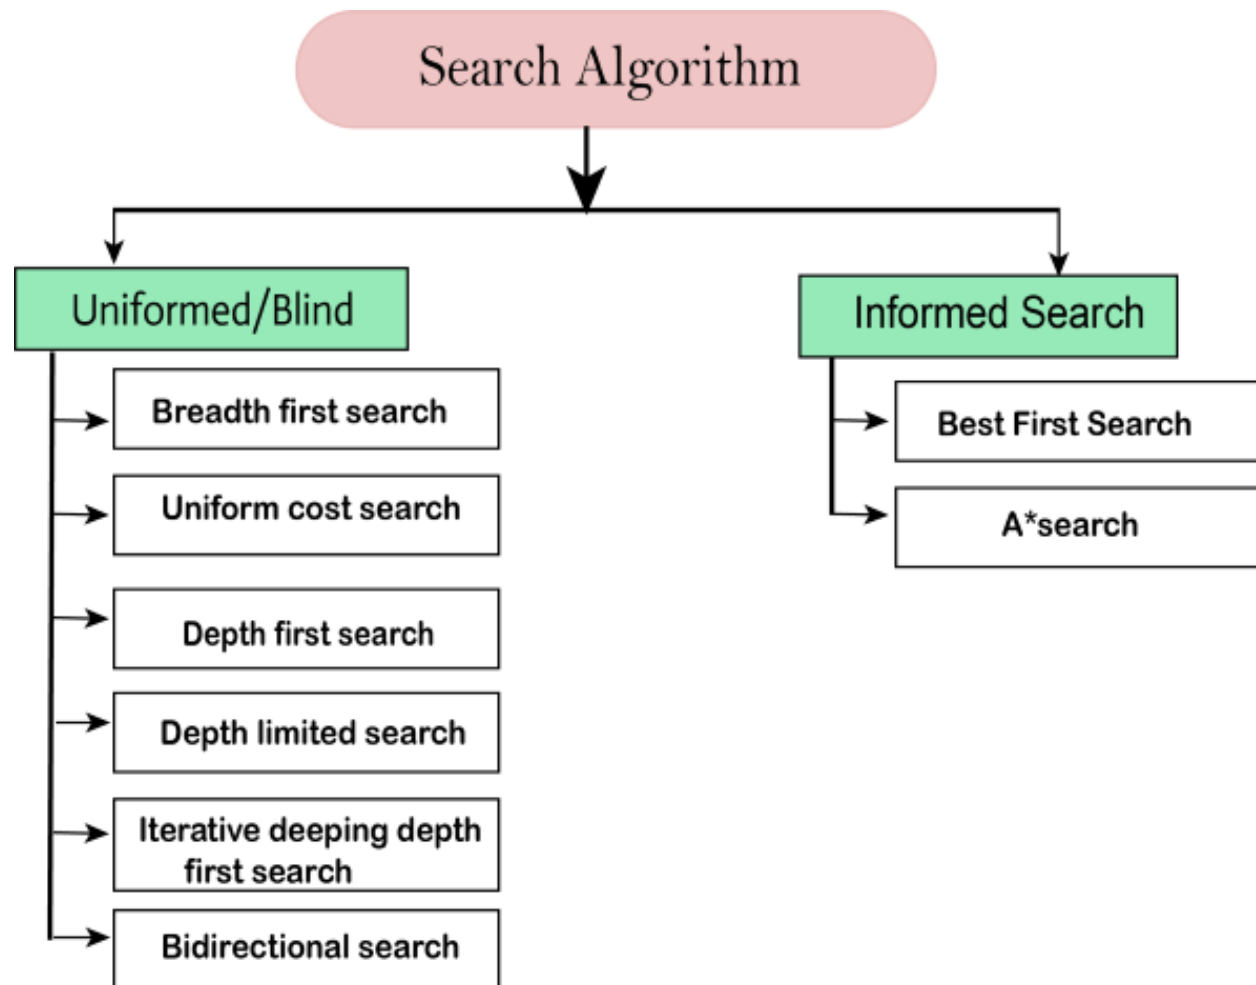 Search Algorithm
Uniformed/Blind
Breadth first search
Uniform cost search
Depth first search
Depth limited search
Iterative deeping depth
first search
Bidirectional search
Informed Search
Best First Search
A*search